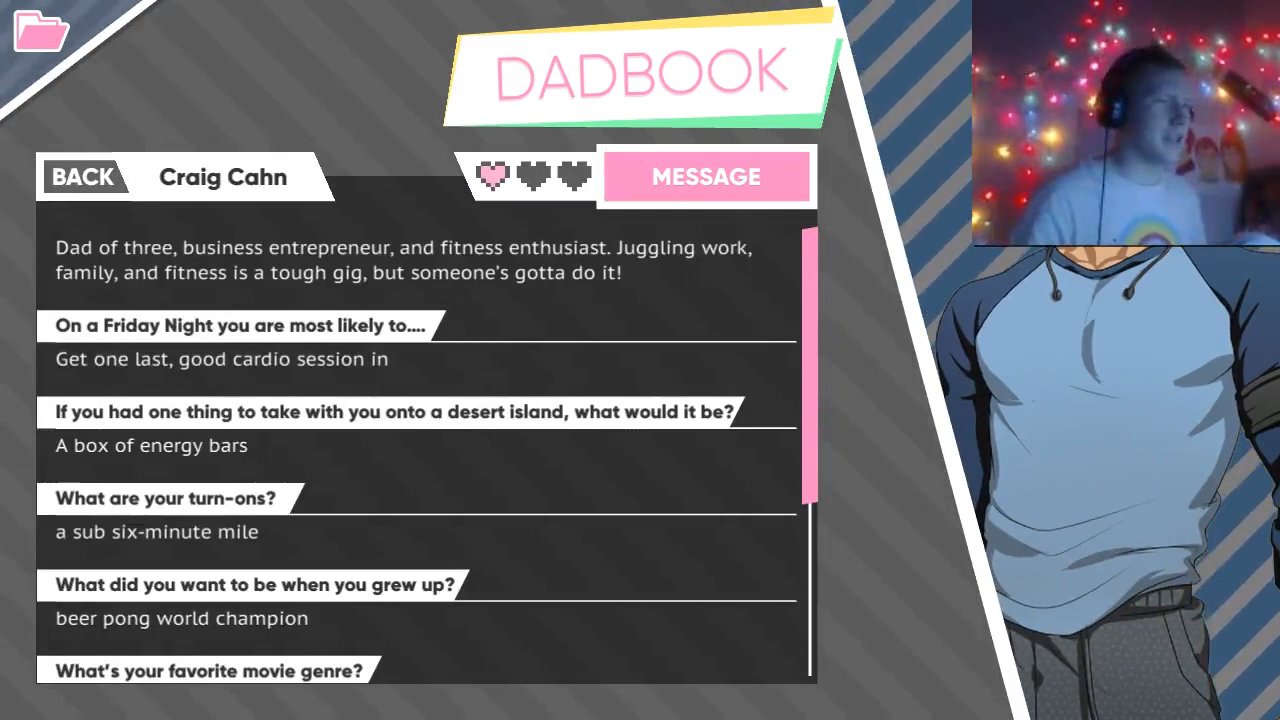 DADBOOK
BACK
Craig Cahn
MESSAGE
Dad of three, business entrepreneur, and fitness enthusiast. Juggling work,
family, and fitness is a tough gig, but someone's gotta do it!
On a Friday Night you are most likely to....
Get one last, good cardio session in
If you had one thing to take with you onto a desert island, what would it be?
A box of energy bars
What are your turn-ons?
a sub six-minute mile
What did you want to be when you grew up?
beer pong world champion
What's your favorite movie genre?